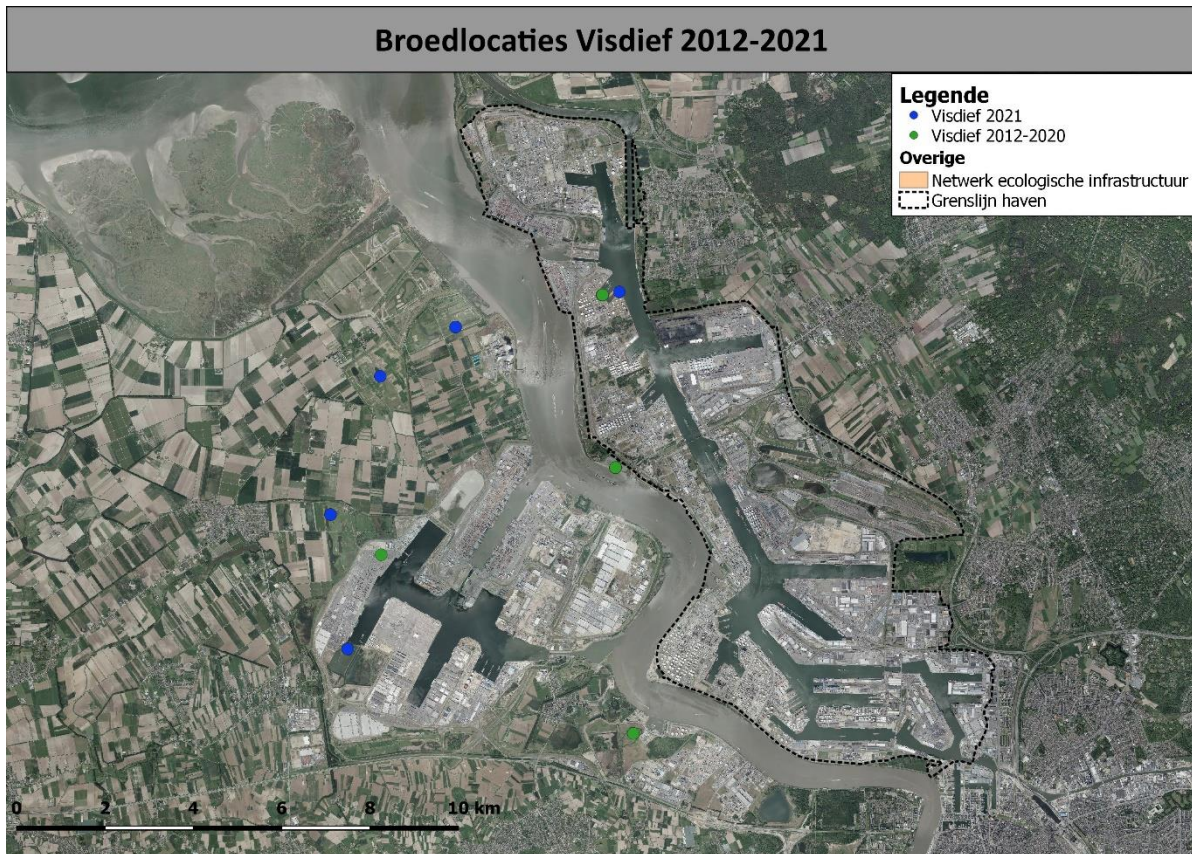 Broedlocaties Visdief 2012-2021
Legende
Visdief 2021
Visdief 2012-2020
Overige
Netwerk ecologische infrastructuur
Grenslijn haven
0 2 4 6 8 10 km